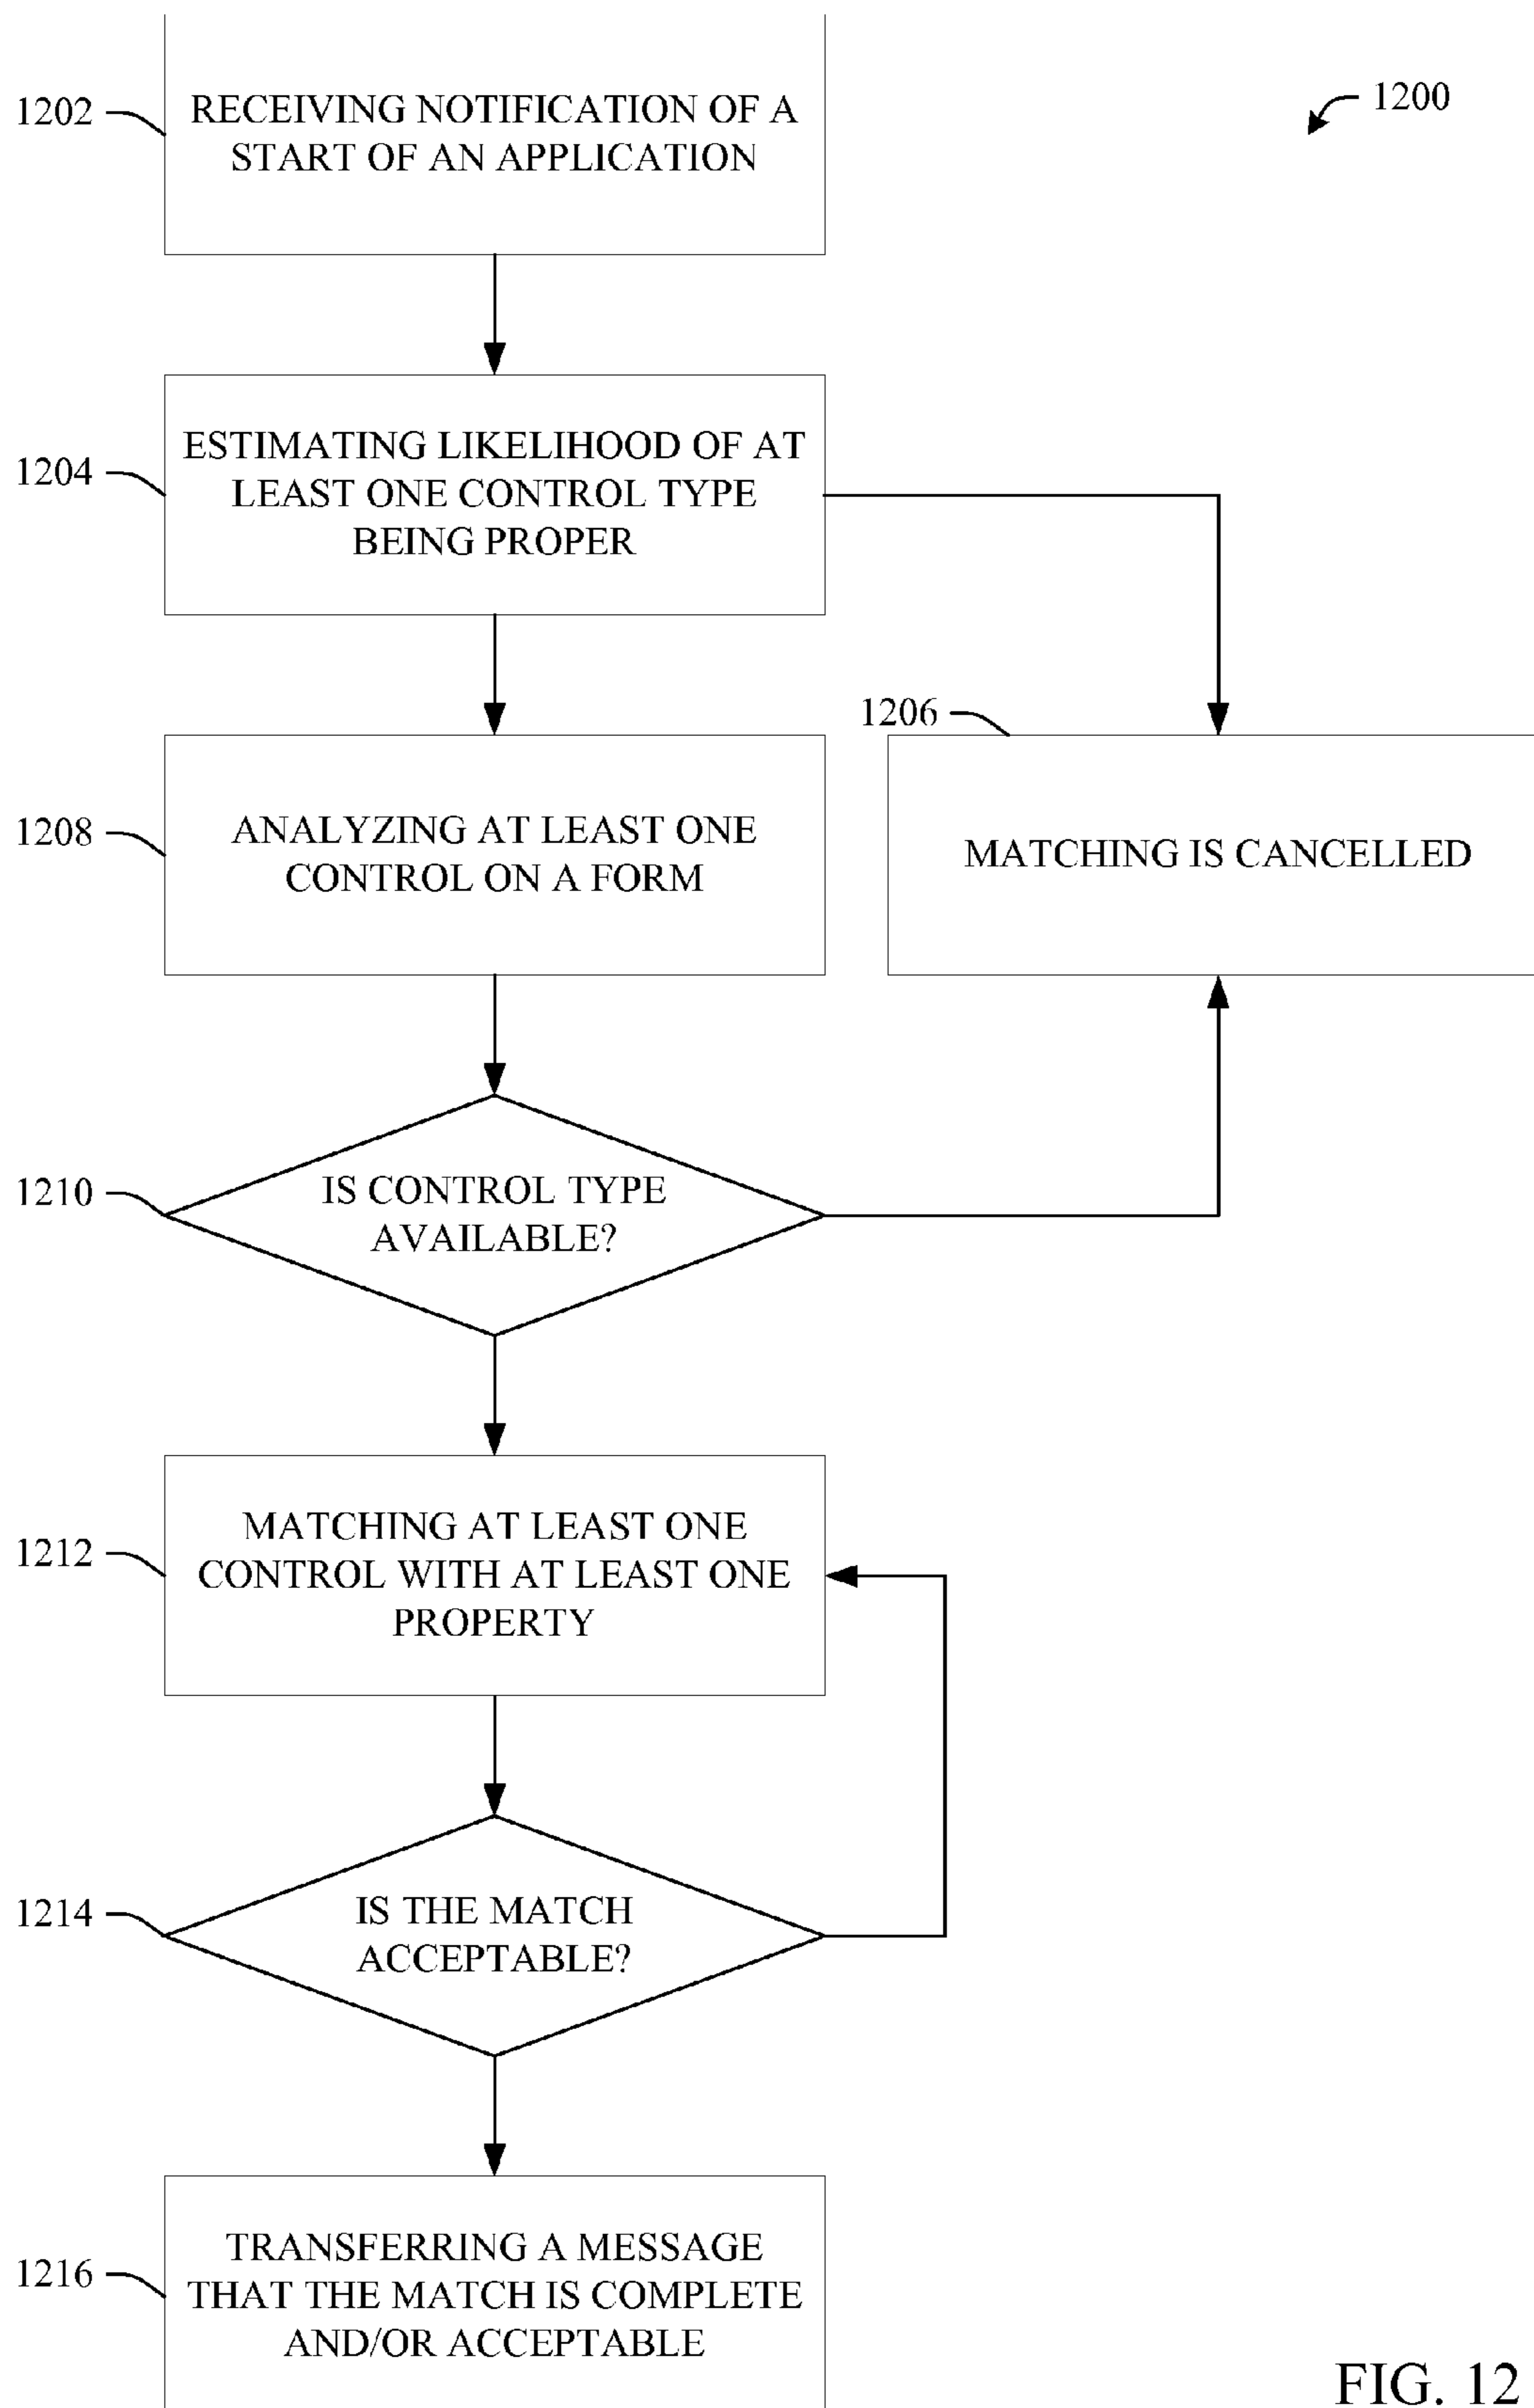 1200
1202
RECEIVING NOTIFICATION OF A
START OF AN APPLICATION
1204
ESTIMATING LIKELIHOOD OF AT
LEAST ONE CONTROL TYPE
BEING PROPER
1206
MATCHING IS CANCELLED
1208
ANALYZING AT LEAST ONE
CONTROL ON A FORM
1210
IS CONTROL TYPE
AVAILABLE?
1212
MATCHING AT LEAST ONE
CONTROL WITH AT LEAST ONE
PROPERTY
1214
IS THE MATCH
ACCEPTABLE?
1216
TRANSFERRING A MESSAGE
THAT THE MATCH IS COMPLETE
AND/OR ACCEPTABLE
FIG. 12